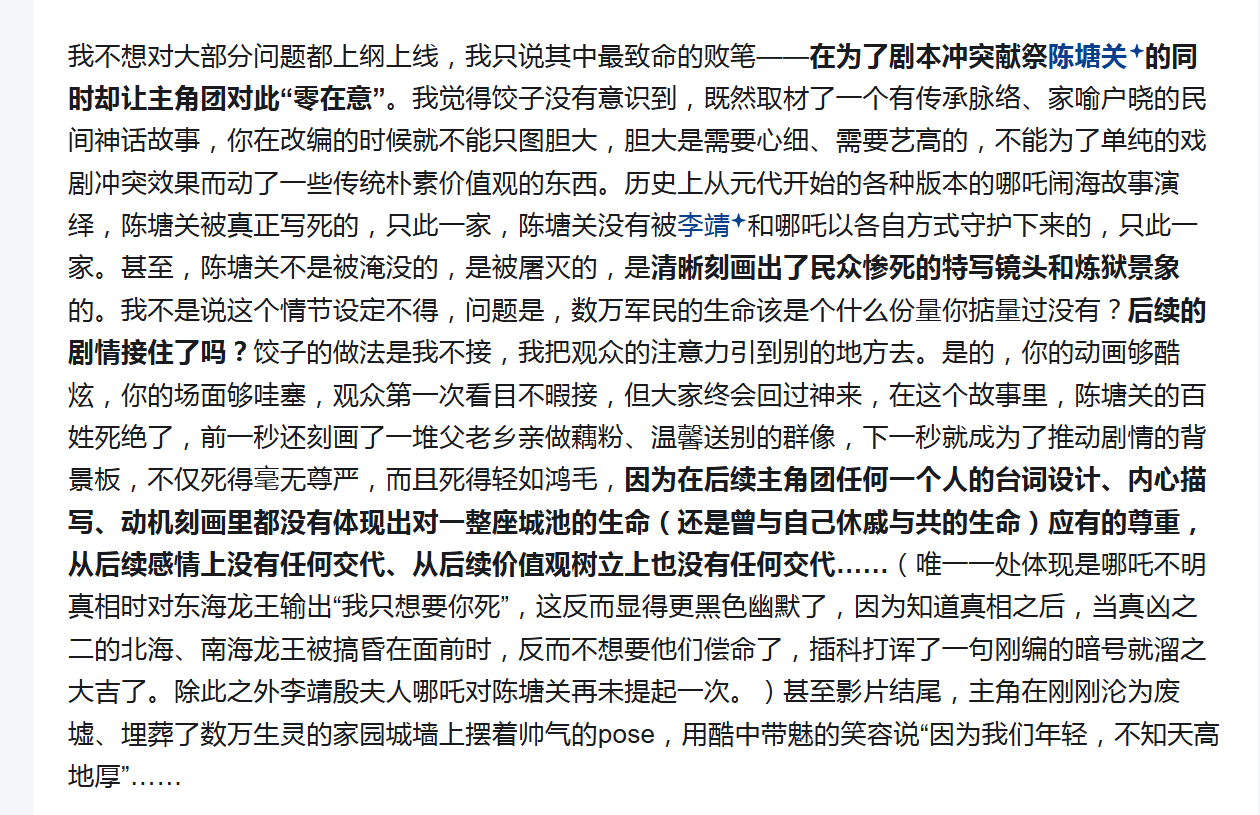 我不想对大部分问题都上纲上线，我只说其中最致命的败笔——在为了剧本冲突献祭陈塘关的同
时却让主角团对此“零在意”。我觉得饺子没有意识到，既然取材了一个有传承脉络、家喻户晓的民
间神话故事，你在改编的时候就不能只图胆大，胆大是需要心细、需要艺高的，不能为了单纯的戏
剧冲突效果而动了一些传统朴素价值观的东西。历史上从元代开始的各种版本的哪吒闹海故事演
绎，陈塘关被真正写死的，只此一家，陈塘关没有被李靖和哪吒以各自方式守护下来的，只此一
家。甚至，陈塘关不是被淹没的，是被屠灭的，是清晰刻画出了民众惨死的特写镜头和炼狱景象
的。我不是说这个情节设定不得，问题是，数万军民的生命该是个什么份量你掂量过没有？后续的
剧情接住了吗？饺子的做法是我不接，我把观众的注意力引到别的地方去。是的，你的动画够酷
炫，你的场面够哇塞，观众第一次看目不暇接，但大家终会回过神来，在这个故事里，陈塘关的百
姓死绝了，前一秒还刻画了一堆父老乡亲做藕粉、温馨送别的群像，下一秒就成为了推动剧情的背
景板，不仅死得毫无尊严，而且死得轻如鸿毛，因为在后续主角团任何一个人的台词设计、内心描
写、动机刻画里都没有体现出对一整座城池的生命（还是曾与自己休戚与共的生命）应有的尊重，
从后续感情上没有任何交代、从后续价值观树立上也没有任何交代……（唯一一处体现是哪吒不明
真相时对东海龙王输出“我只想要你死”，这反而显得更黑色幽默了，因为知道真相之后，当真凶之
二的北海、南海龙王被搞昏在面前时，反而不想要他们偿命了，插科打诨了一句刚编的暗号就溜之
大吉了。除此之外李靖殷夫人哪吒对陈塘关再未提起一次。）甚至影片结尾，主角在刚刚沦为废
墟、埋葬了数万生灵的家园城墙上摆着帅气的pose，用酷中带魅的笑容说“因为我们年轻，不知天高
地厚”……